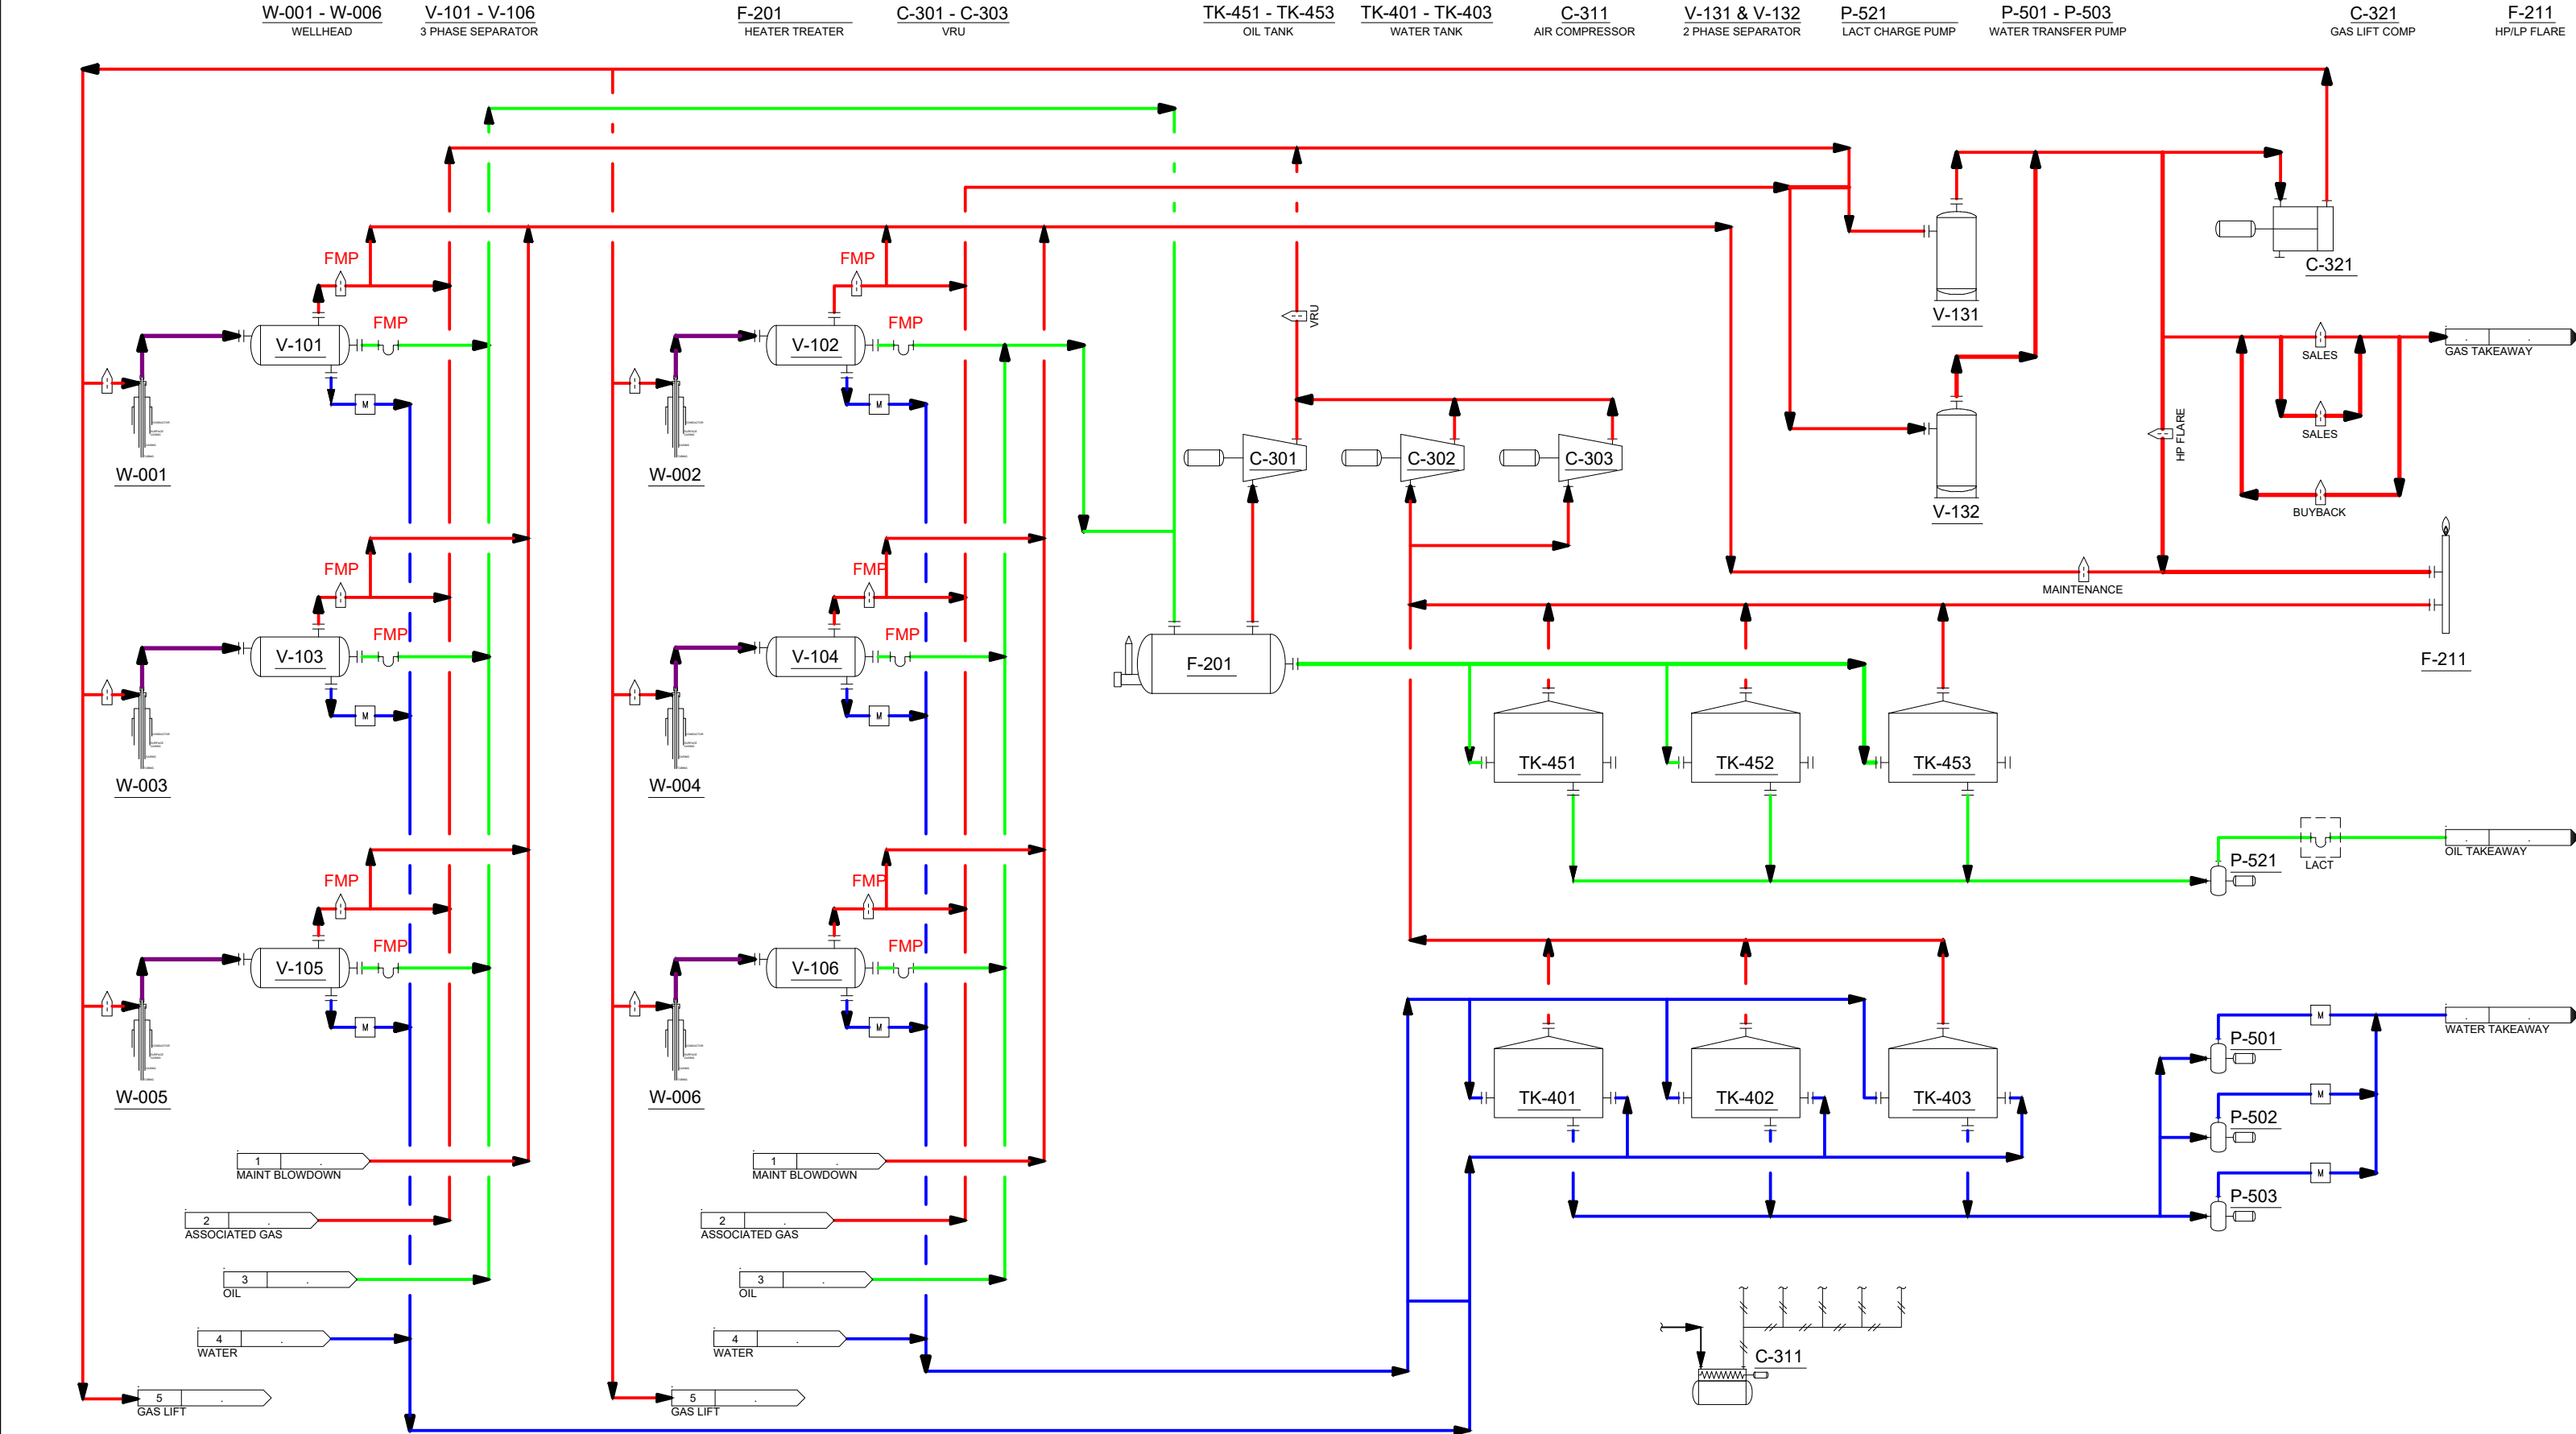 W-001 - W-006
WELLHEAD
V-101 - V-106
3 PHASE SEPARATOR
F-201
HEATER TREATER
C-301 - C-303
VRU
TK-451 - TK-453
OIL TANK
TK-401 - TK-403
WATER TANK
C-311
AIR COMPRESSOR
V-131 & V-132
2 PHASE SEPARATOR
P-521
LACT CHARGE PUMP
P-501 - P-503
WATER TRANSFER PUMP
C-321
GAS LIFT COMP
F-211
HP/LP FLARE
FMP
FMP
V-101
M
W-001
FMP
FMP
V-102
M
W-002
FMP
FMP
V-103
M
W-003
FMP
FMP
V-104
M
W-004
FMP
FMP
V-105
M
W-005
FMP
FMP
V-106
M
W-006
1
MAINT BLOWDOWN
2
ASSOCIATED GAS
3
OIL
4
WATER
5
GAS LIFT
1
MAINT BLOWDOWN
2
ASSOCIATED GAS
3
OIL
4
WATER
5
GAS LIFT
VRU
C-301
C-302
C-303
F-201
V-131
V-132
C-321
HP FLARE
SALES
SALES
BUYBACK
GAS TAKEAWAY
MAINTENANCE
F-211
TK-451
TK-452
TK-453
P-521
LACT
OIL TAKEAWAY
TK-401
TK-402
TK-403
P-501
M
P-502
M
P-503
M
WATER TAKEAWAY
C-311